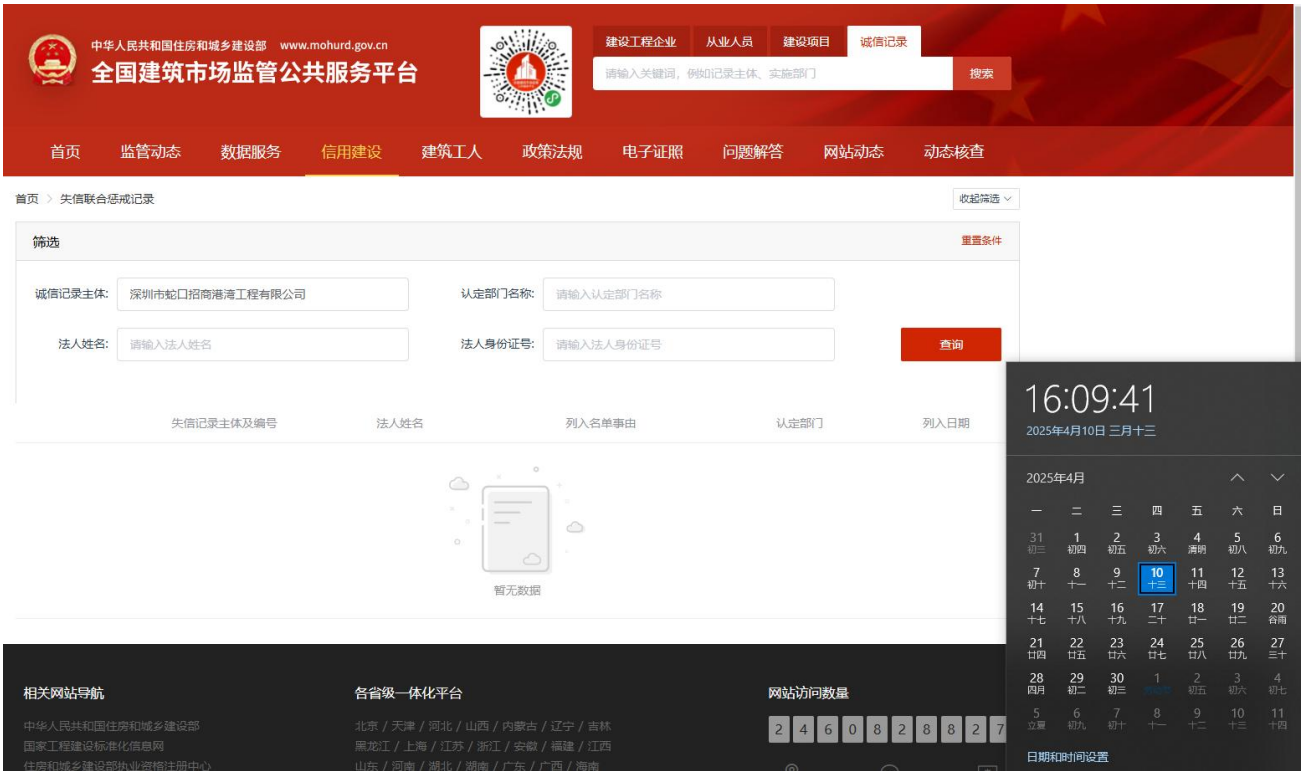 中华人民共和国住房和城乡建设部 www.mohurd.gov.cn
全国建筑市场监管公共服务平台
建设工程企业 从业人员 建设项目 诚信记录
请输入关键词，例如记录主体、实施部门 搜索
首页 监管动态 数据服务 信用建设 建筑工人 政策法规 电子证照 问题解答 网站动态 动态核查
首页 > 失信联合惩戒记录 收起筛选
筛选 重置条件
诚信记录主体: 深圳市蛇口招商港湾工程有限公司 认定部门名称: 请输入认定部门名称
法人姓名: 请输入法人姓名 法人身份证号: 请输入法人身份证号 查询
失信记录主体及编号 法人姓名 列入名单事由 认定部门 列入日期
暂无数据
16:09:41
2025年4月10日 三月十三
2025年4月
一 二 三 四 五 六 日
31 1 2 3 4 5 6
初三 初四 初五 初六 清明 初八 初九
7 8 9 10 11 12 13
初十 十一 十二 十三 十四 十五 十六
14 15 16 17 18 19 20
十七 十八 十九 二十 廿一 廿二 谷雨
21 22 23 24 25 26 27
廿四 廿五 廿六 廿七 廿八 廿九 三十
28 29 30 1 2 3 4
四月 初二 初三 劳动节 初五 初六 初七
5 6 7 8 9 10 11
立夏 初九 初十 十一 十二 十三 十四
日期和时间设置
相关网站导航 各省级一体化平台 网站访问数量
中华人民共和国住房和城乡建设部 北京 / 天津 / 河北 / 山西 / 内蒙古 / 辽宁 / 吉林 2 4 6 0 8 2 8 8 2 7
国家工程建设标准化信息网 黑龙江 / 上海 / 江苏 / 浙江 / 安徽 / 福建 / 江西
住房和城乡建设部执业资格注册中心 山东 / 河南 / 湖北 / 湖南 / 广东 / 广西 / 海南